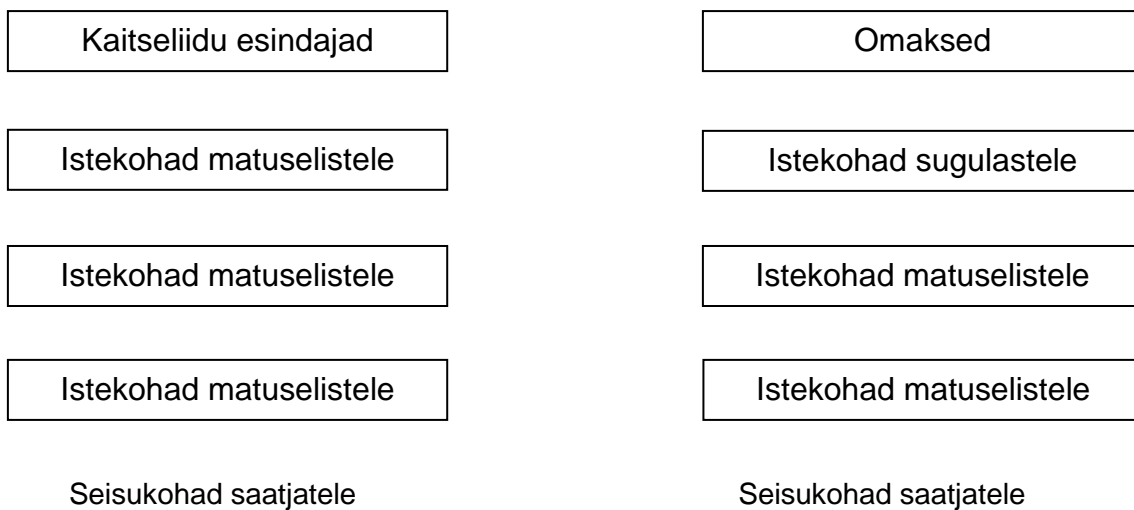 Kaitseliidu esindajad
Omaksed
Istekohad matuselistele
Istekohad sugulastele
Istekohad matuselistele
Istekohad matuselistele
Istekohad matuselistele
Istekohad matuselistele
Seisukohad saatjatele
Seisukohad saatjatele